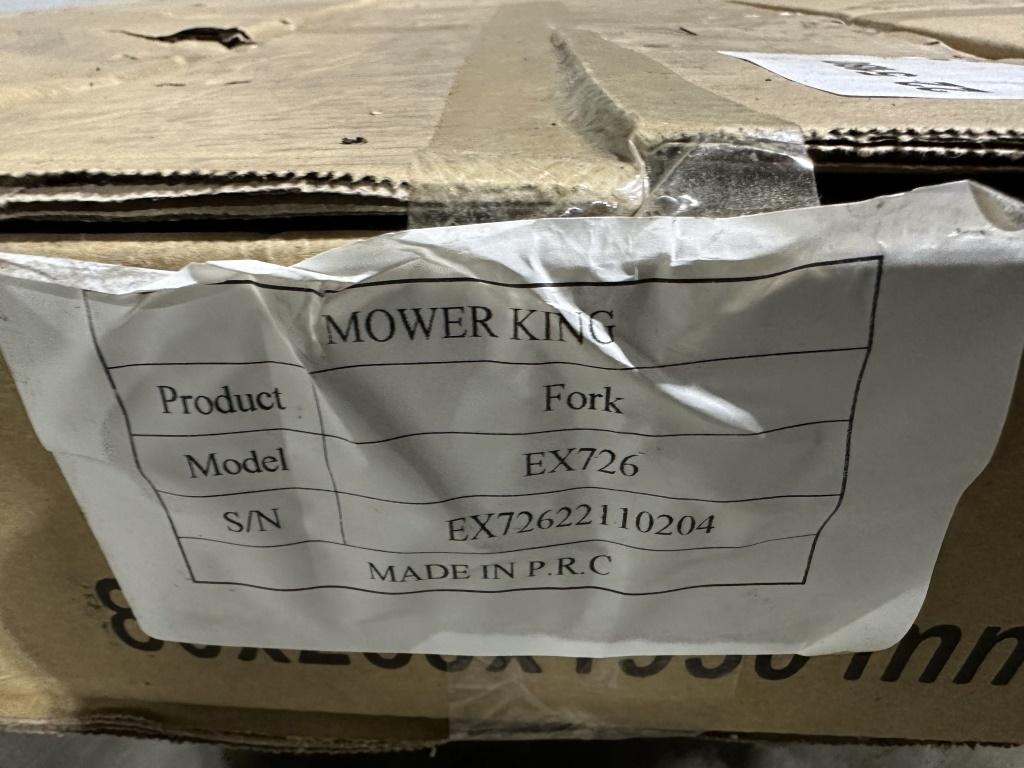 MOWER KING
Product Fork
Model EX726
S/N EX72622110204
MADE IN P.R.C